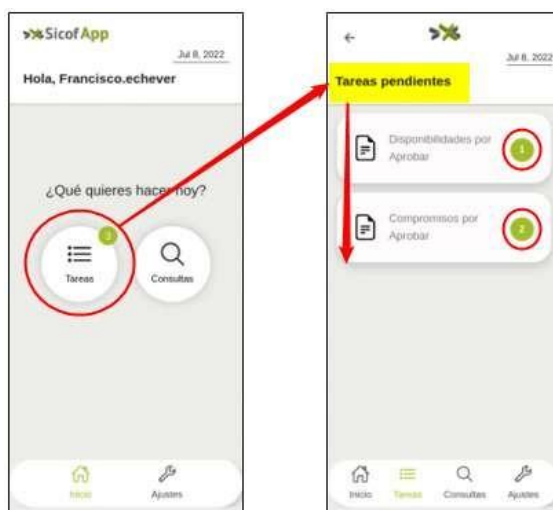 SicofApp
Jul 8, 2022
Hola, Francisco.echever
¿Qué quieres hacer hoy?
3
Tareas
Consultas
Inicio
Ajustes
Jul 8, 2022
Tareas pendientes
Disponibilidades por
Aprobar
1
Compromisos por
Aprobar
2
Inicio
Tareas
Consultas
Ajustes